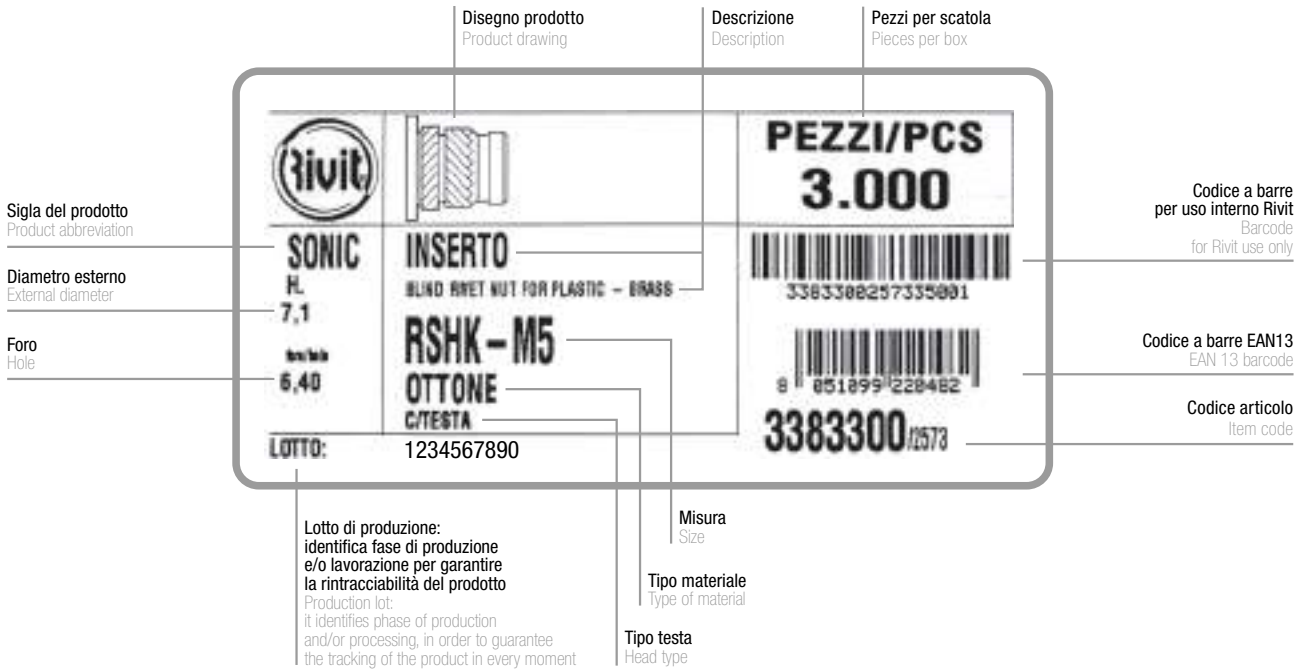 Disegno prodotto
Product drawing
Descrizione
Description
Pezzi per scatola
Pieces per box
Rivit
PEZZI/PCS
3.000
Sigla del prodotto
Product abbreviation
Diametro esterno
External diameter
Foro
Hole
SONIC
H.
7,1
foro/hole
6,40
INSERTO
BLIND RIVET NUT FOR PLASTIC - BRASS
RSHK-M5
OTTONE
C/TESTA
LOTTO:
1234567890
3383300257335001
8 051099 220482
3383300/2573
Codice a barre
per uso interno Rivit
Barcode
for Rivit use only
Codice a barre EAN13
EAN 13 barcode
Codice articolo
Item code
Lotto di produzione:
identifica fase di produzione
e/o lavorazione per garantire
la rintracciabilità del prodotto
Production lot:
it identifies phase of production
and/or processing, in order to guarantee
the tracking of the product in every moment
Misura
Size
Tipo materiale
Type of material
Tipo testa
Head type